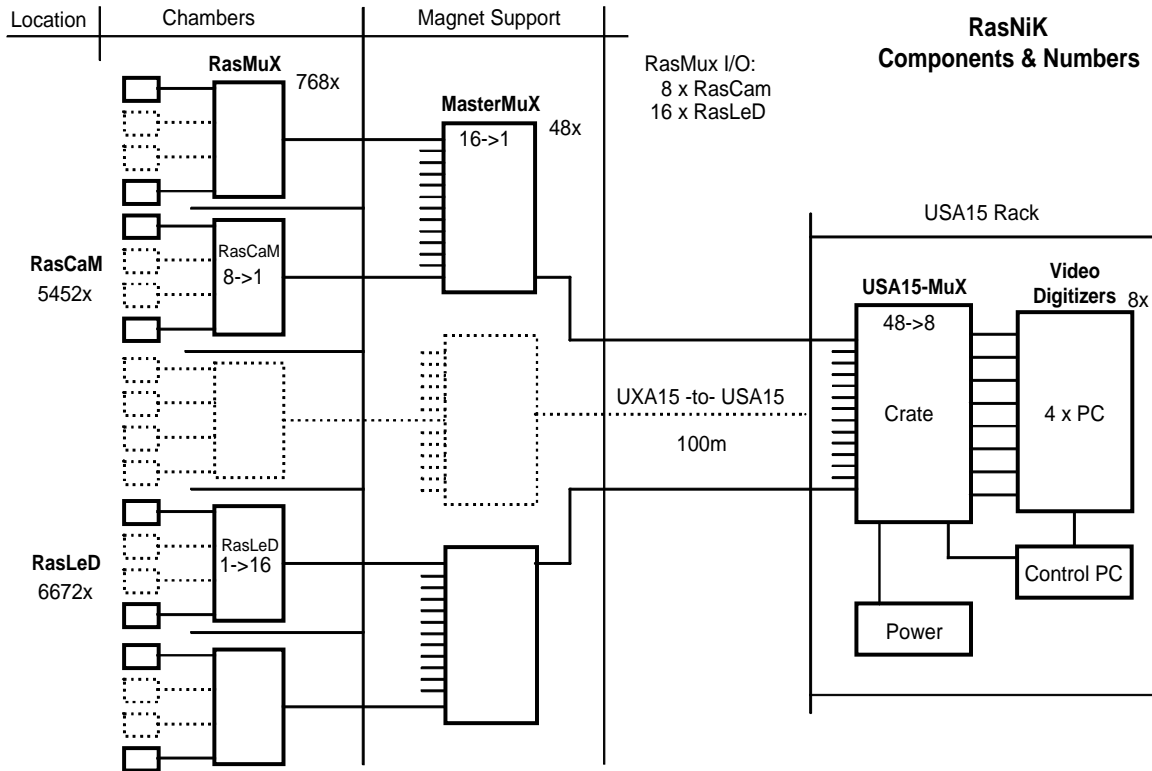 Location
Chambers
Magnet Support
RasNiK
Components & Numbers
RasMuX
768x
RasMux I/O:
8 x RasCam
16 x RasLeD
MasterMuX
48x
16->1
USA15 Rack
RasCaM
5452x
RasCaM
8->1
USA15-MuX
48->8
Crate
Video
Digitizers
8x
4 x PC
UXA15 -to- USA15
100m
RasLeD
6672x
RasLeD
1->16
Control PC
Power